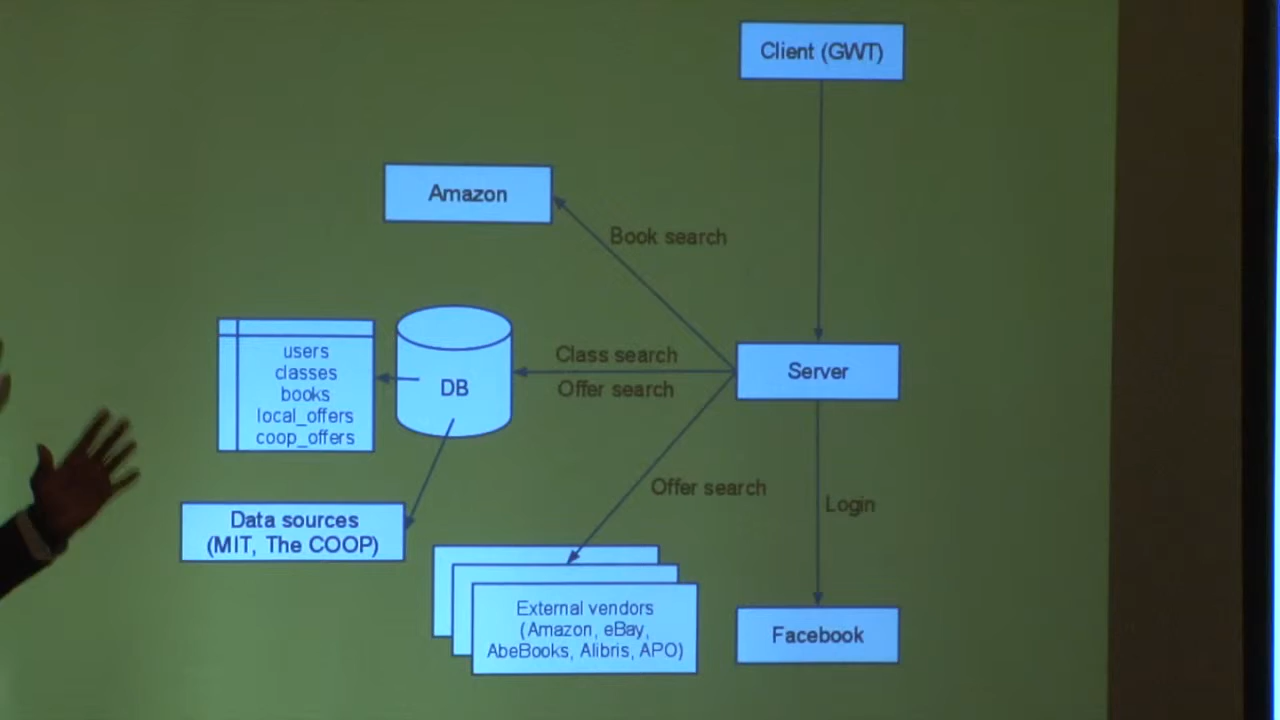 Client (GWT)
Amazon
Book search
users
classes
books
local_offers
coop_offers
DB
Class search
Offer search
Server
Offer search
Login
Data sources
(MIT, The COOP)
External vendors
(Amazon, eBay,
AbeBooks, Alibris, APO)
Facebook